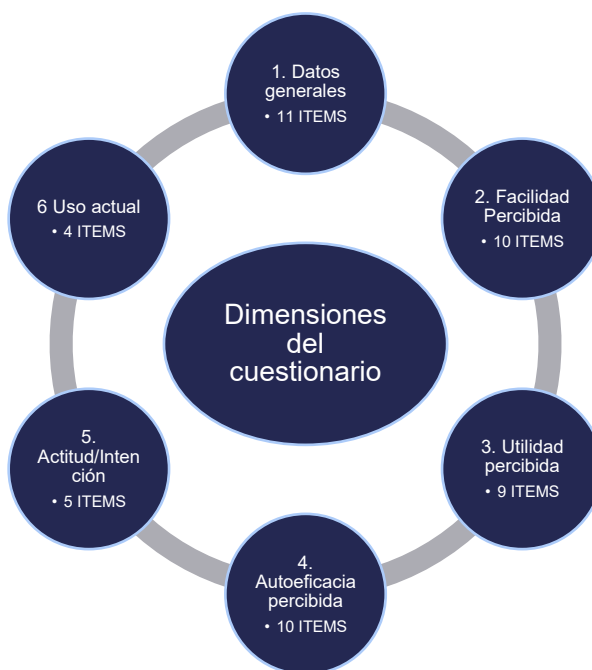 1. Datos
generales
• 11 ITEMS
2. Facilidad
Percibida
• 10 ITEMS
3. Utilidad
percibida
• 9 ITEMS
4.
Autoeficacia
percibida
• 10 ITEMS
5.
Actitud/Inten
ción
• 5 ITEMS
6 Uso actual
• 4 ITEMS
Dimensiones
del
cuestionario